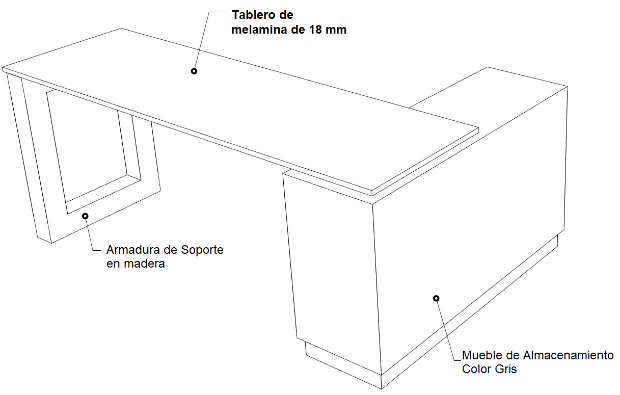 Tablero de
melamina de 18 mm
Armadura de Soporte
en madera
Mueble de Almacenamiento
Color Gris